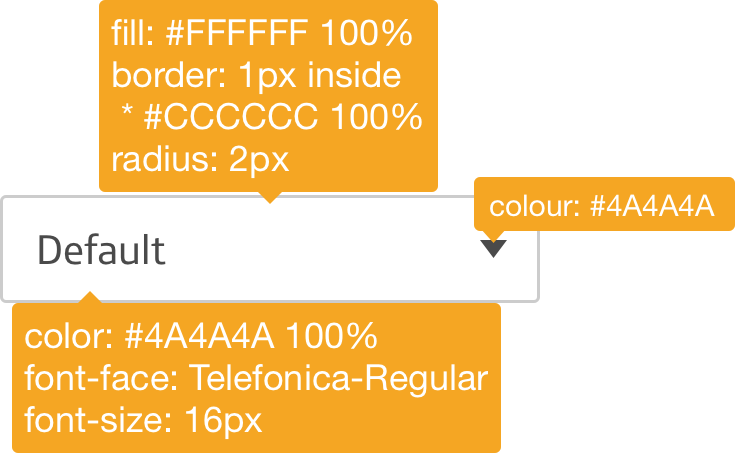 fill: #FFFFFF 100%
border: 1px inside
* #CCCCCC 100%
radius: 2px
colour: #4A4A4A
Default
color: #4A4A4A 100%
font-face: Telefonica-Regular
font-size: 16px